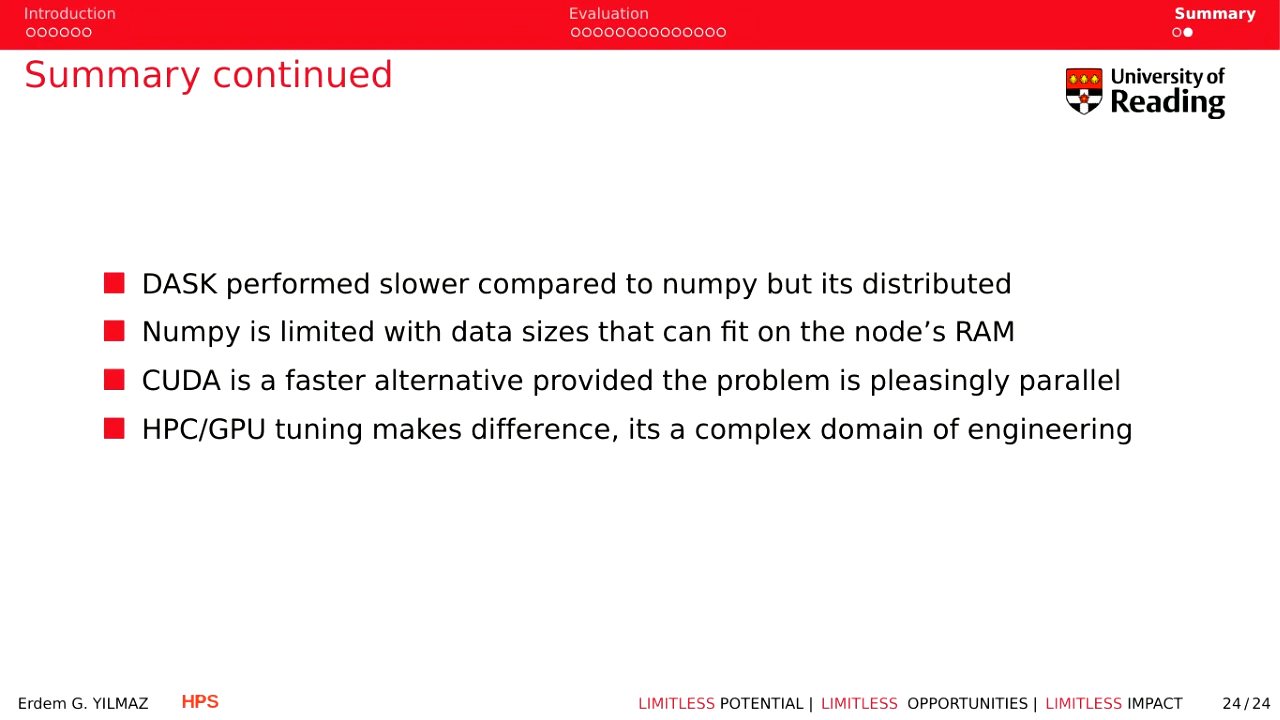 Introduction
Evaluation
Summary
Summary continued
University of
Reading
DASK performed slower compared to numpy but its distributed
Numpy is limited with data sizes that can fit on the node’s RAM
CUDA is a faster alternative provided the problem is pleasingly parallel
HPC/GPU tuning makes difference, its a complex domain of engineering
Erdem G. YILMAZ HPS LIMITLESS POTENTIAL | LIMITLESS OPPORTUNITIES | LIMITLESS IMPACT 24/24